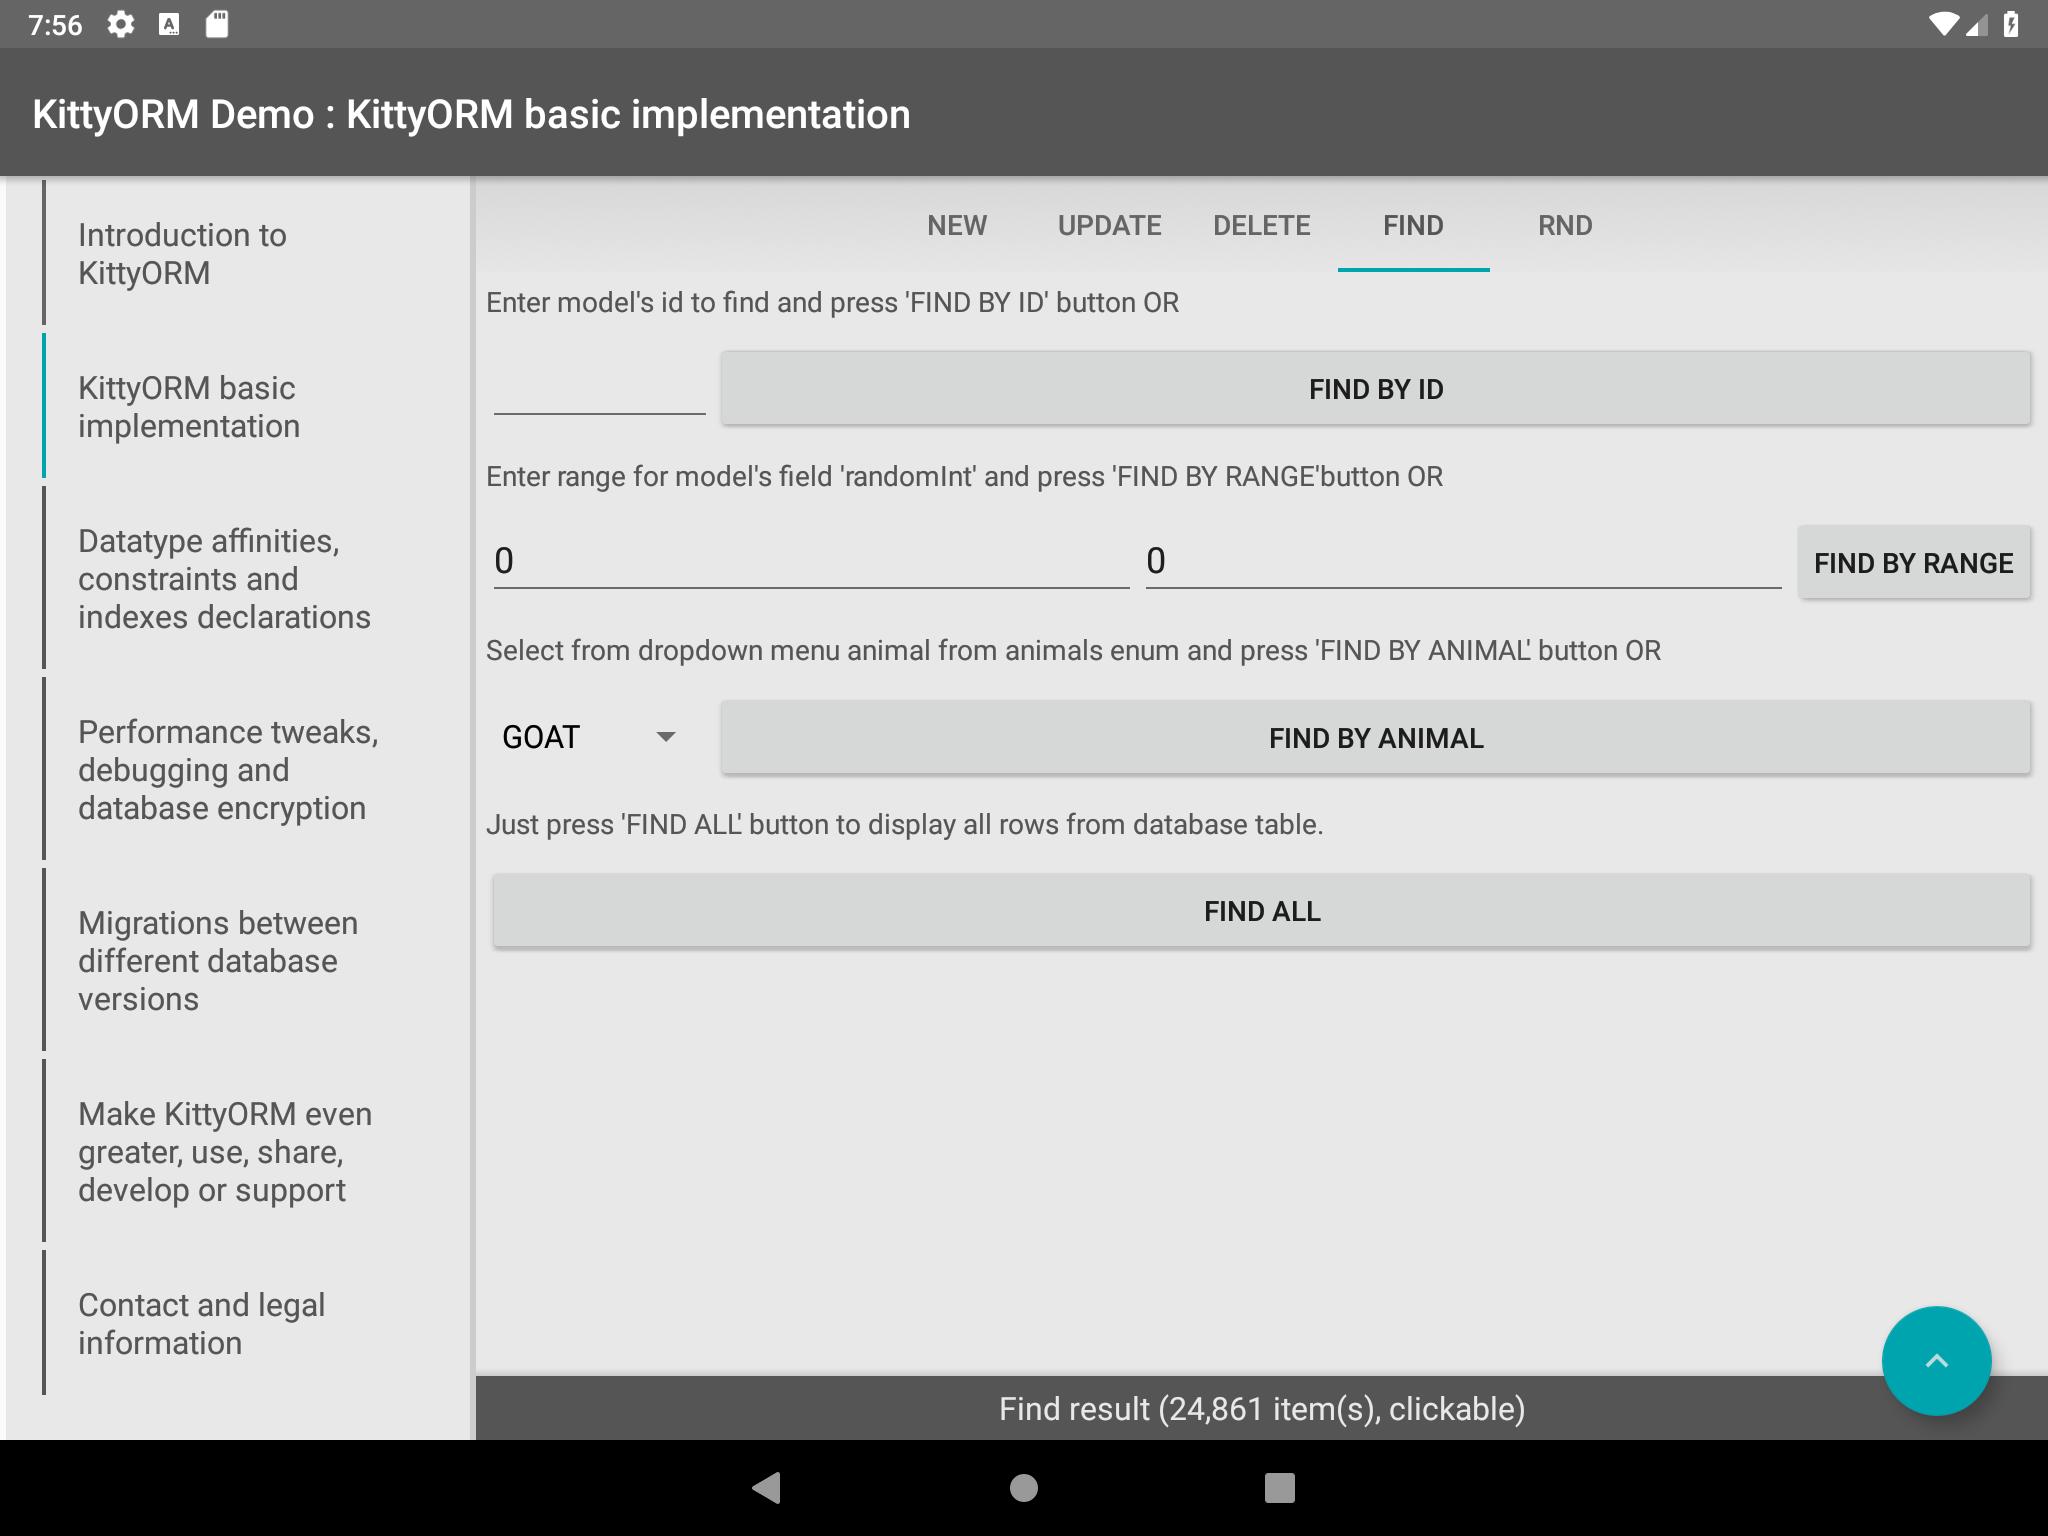 7:56
KittyORM Demo : KittyORM basic implementation
Introduction to
KittyORM
KittyORM basic
implementation
Datatype affinities,
constraints and
indexes declarations
Performance tweaks,
debugging and
database encryption
Migrations between
different database
versions
Make KittyORM even
greater, use, share,
develop or support
Contact and legal
information
NEW UPDATE DELETE FIND RND
Enter model's id to find and press 'FIND BY ID' button OR
FIND BY ID
Enter range for model's field 'randomInt' and press 'FIND BY RANGE'button OR
0 0 FIND BY RANGE
Select from dropdown menu animal from animals enum and press 'FIND BY ANIMAL' button OR
GOAT FIND BY ANIMAL
Just press 'FIND ALL' button to display all rows from database table.
FIND ALL
Find result (24,861 item(s), clickable)